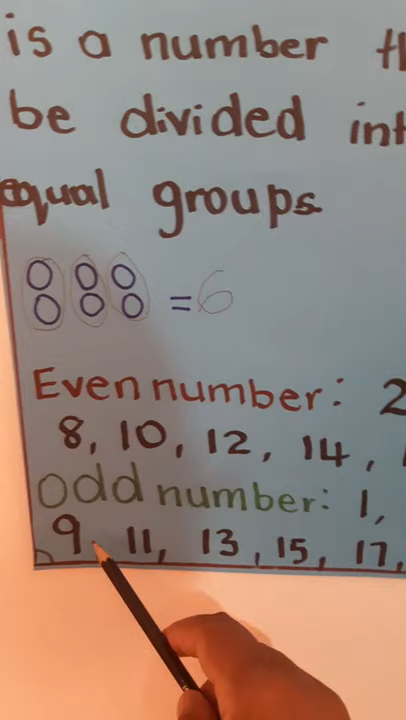 is a number
be divided
equal groups
= 6
Even number: 2
8, 10, 12, 14,
odd number: 1,
9, 11, 13, 15, 17,